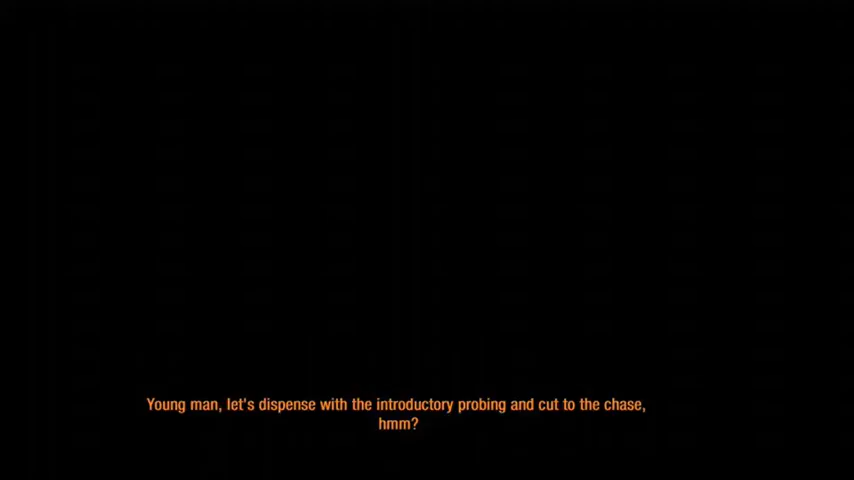 Young man, let's dispense with the introductory probing and cut to the chase,
hmm?